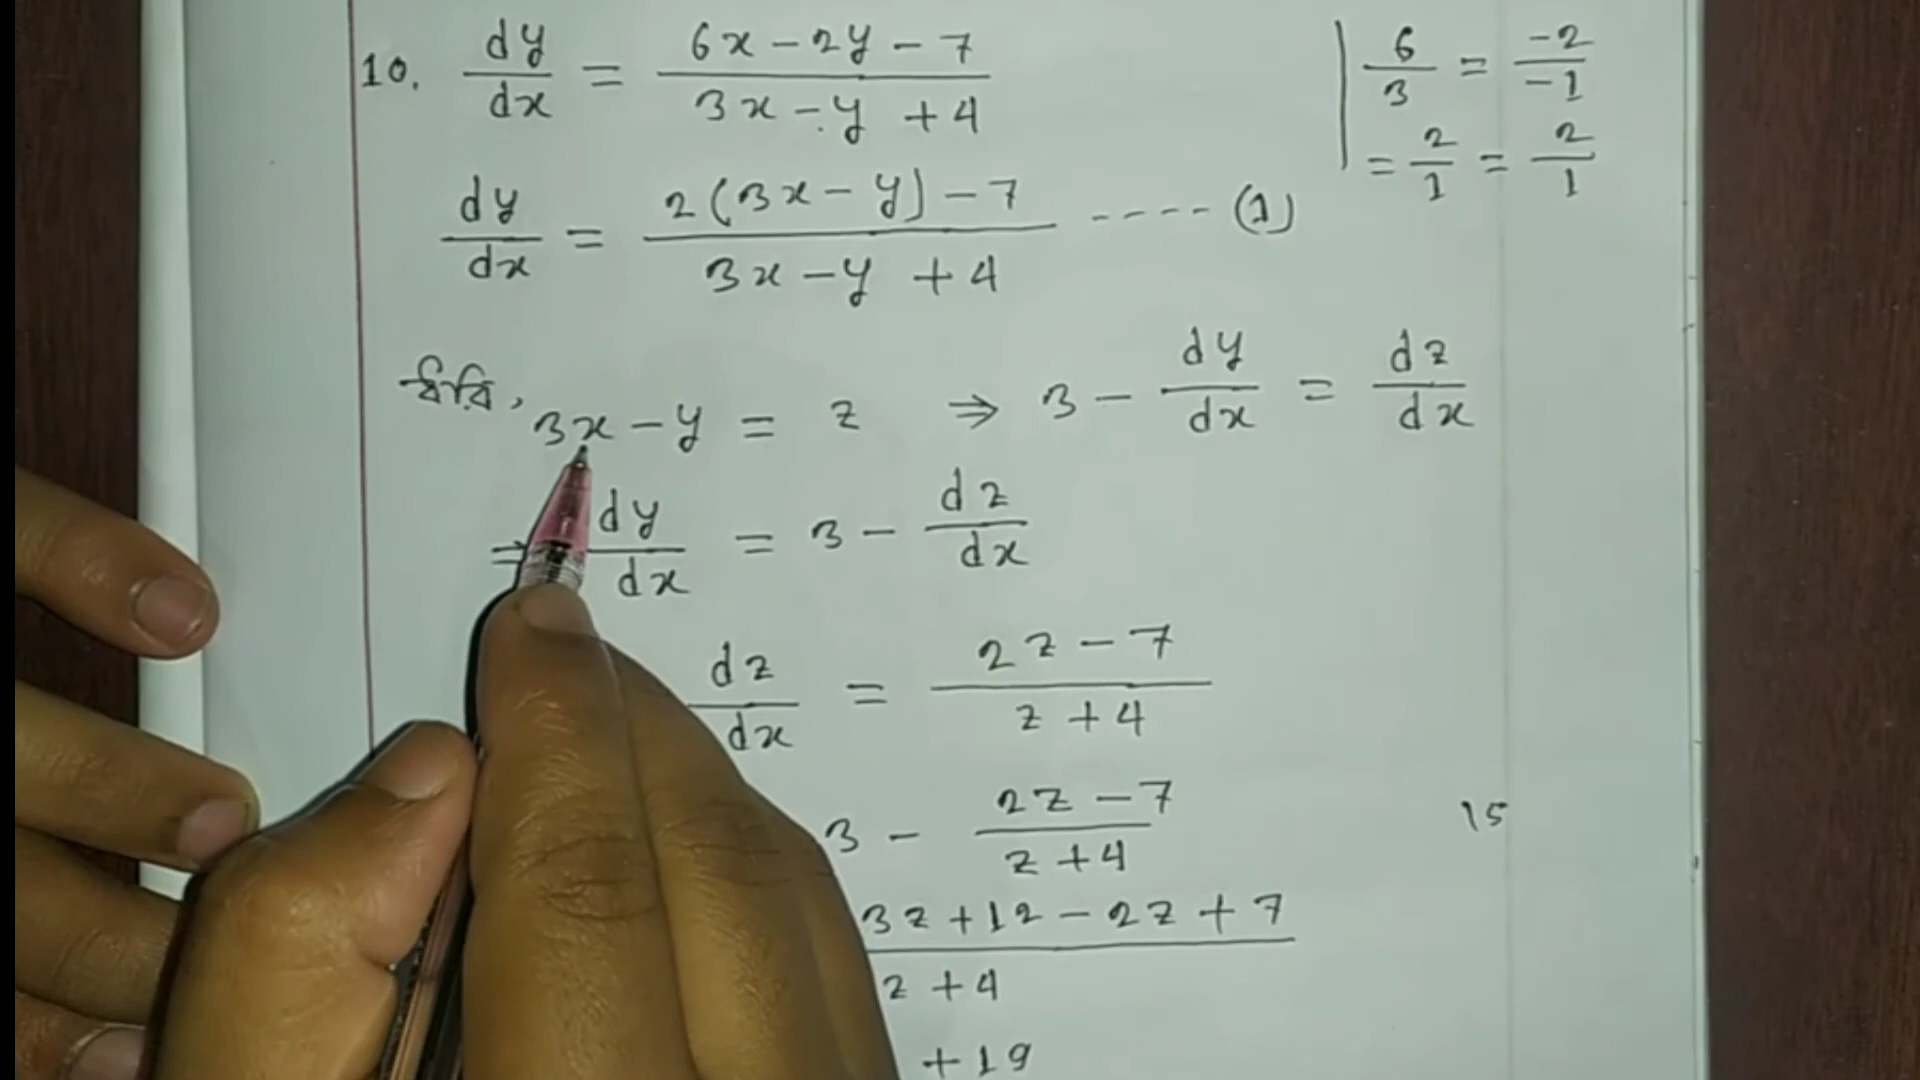 10. dy/dx = (6x - 2y - 7)/(3x - y + 4) | 6/3 = -2/-1
= 2/1 = 2/1
dy/dx = (2(3x - y) - 7)/(3x - y + 4) ---- (1)
ধরি, 3x - y = z ⇒ 3 - dy/dx = dz/dx
⇒ dy/dx = 3 - dz/dx
dz/dx = (2z - 7)/(z + 4)
3 - (2z - 7)/(z + 4) 15
(3z + 12 - 2z + 7)/(z + 4)
+ 19